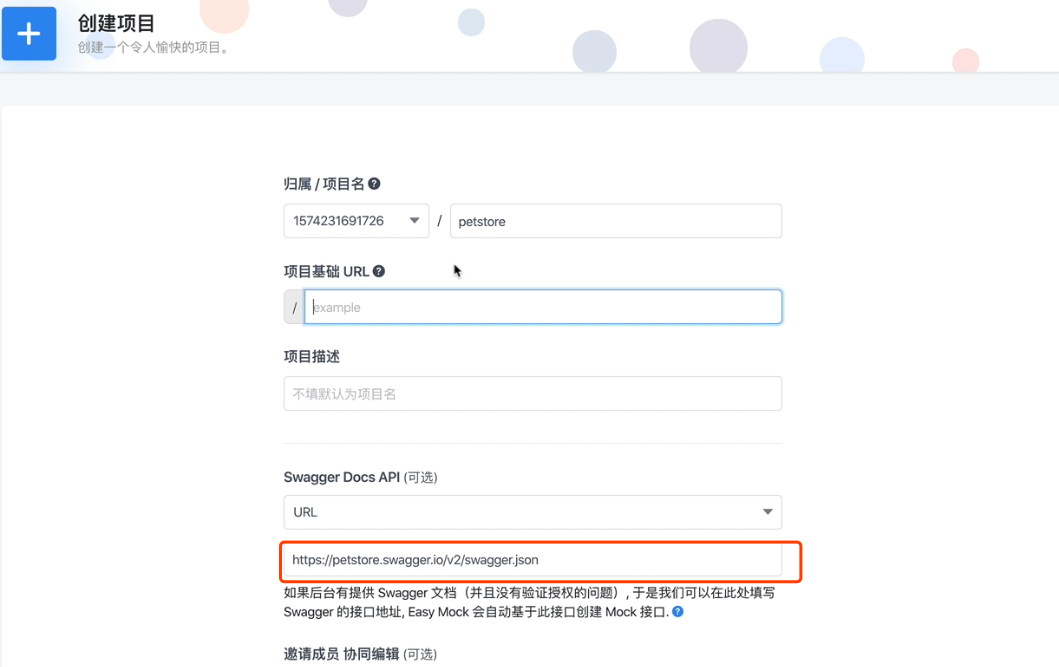 创建项目
创建一个令人愉快的项目。
归属 / 项目名
1574231691726 / petstore
项目基础 URL
/ example
项目描述
不填默认为项目名
Swagger Docs API (可选)
URL
https://petstore.swagger.io/v2/swagger.json
如果后台有提供 Swagger 文档（并且没有验证授权的问题）, 于是我们可以在此处填写
Swagger 的接口地址, Easy Mock 会自动基于此接口创建 Mock 接口.
邀请成员 协同编辑 (可选)